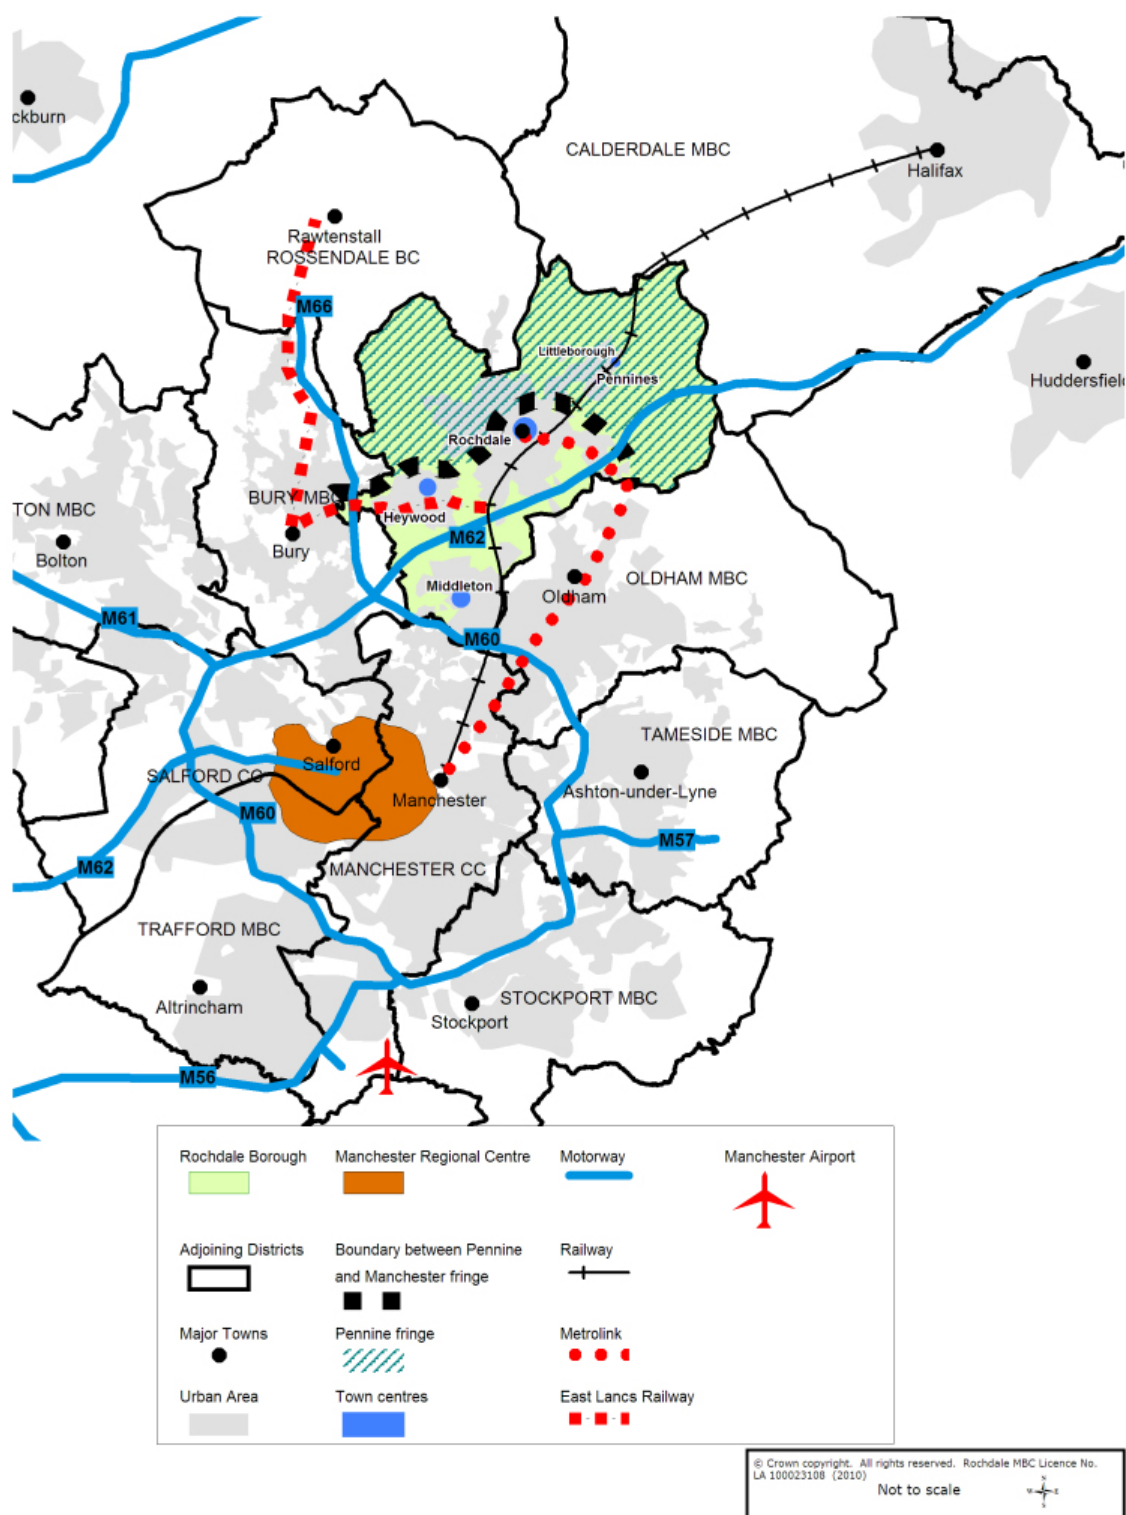 ckburn
CALDERDALE MBC
Halifax
Rawtenstall
ROSSENDALE BC
M66
Littleborough
Pennines
Huddersfield
Rochdale
BURY MBC
TON MBC
Heywood
Bolton
Bury
M62
Middleton
OLDHAM MBC
Oldham
M61
M60
TAMESIDE MBC
Salford
SALFORD CC
Manchester
Ashton-under-Lyne
M60
M57
M62
MANCHESTER CC
TRAFFORD MBC
Altrincham
STOCKPORT MBC
Stockport
M56
Rochdale Borough
Manchester Regional Centre
Motorway
Manchester Airport
Adjoining Districts
Boundary between Pennine
and Manchester fringe
Railway
Major Towns
Pennine fringe
Metrolink
Urban Area
Town centres
East Lancs Railway
© Crown copyright. All rights reserved. Rochdale MBC Licence No.
LA 100023108 (2010)
Not to scale
N
W
E
S